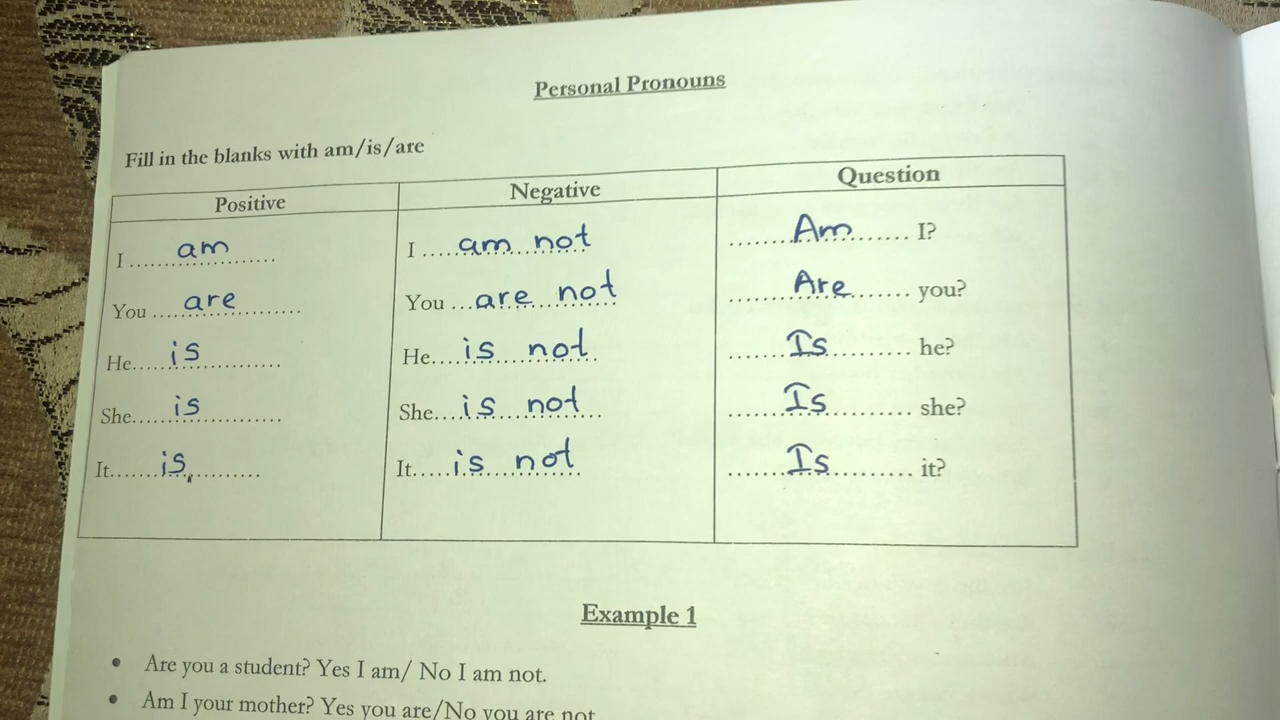 Personal Pronouns
Fill in the blanks with am/is/are
Positive Negative Question
I ... am ... I ... am not ... ... Am ... I?
You ... are ... You ... are not ... ... Are ... you?
He ... is ... He ... is not ... ... Is ... he?
She ... is ... She ... is not ... ... Is ... she?
It ... is ... It ... is not ... ... Is ... it?
Example 1
• Are you a student? Yes I am/ No I am not.
• Am I your mother? Yes you are/No you are not